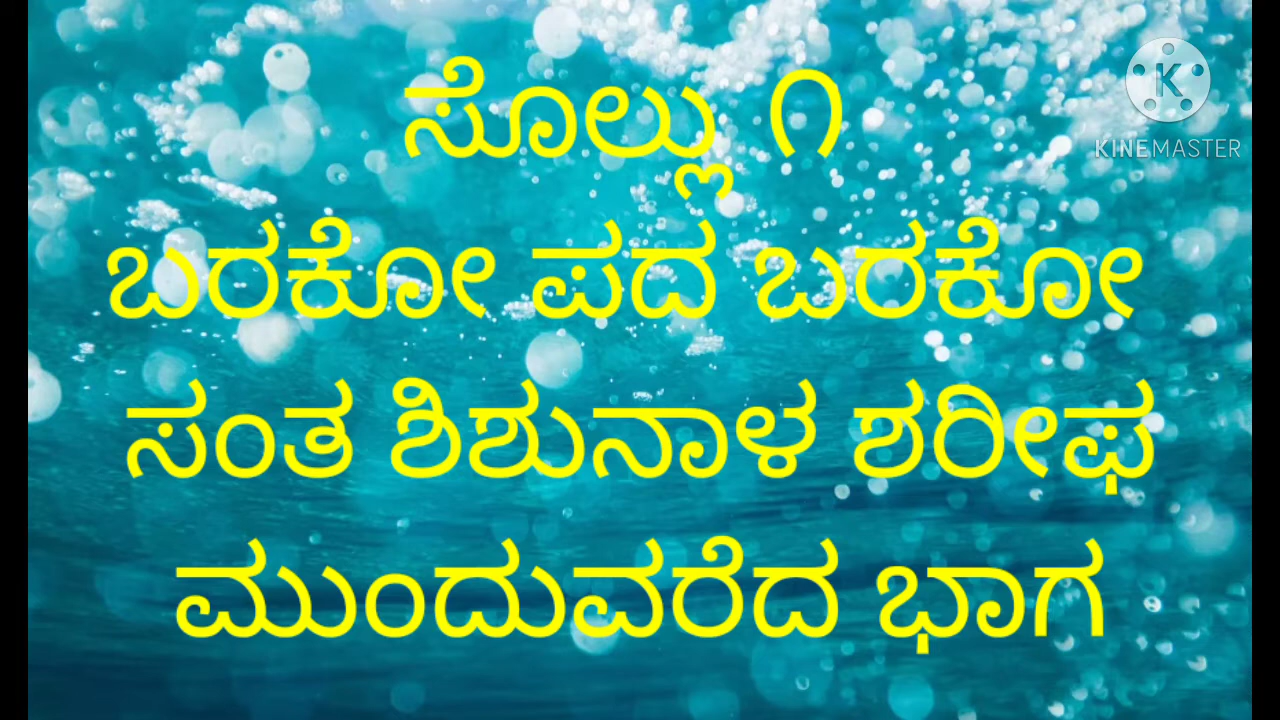 ಸೊಲ್ಲು ೧
ಬರಕೋ ಪದ ಬರಕೋ
ಸಂತ ಶಿಶುನಾಳ ಶರೀಫ
ಮುಂದುವರೆದ ಭಾಗ
K
KINEMASTER